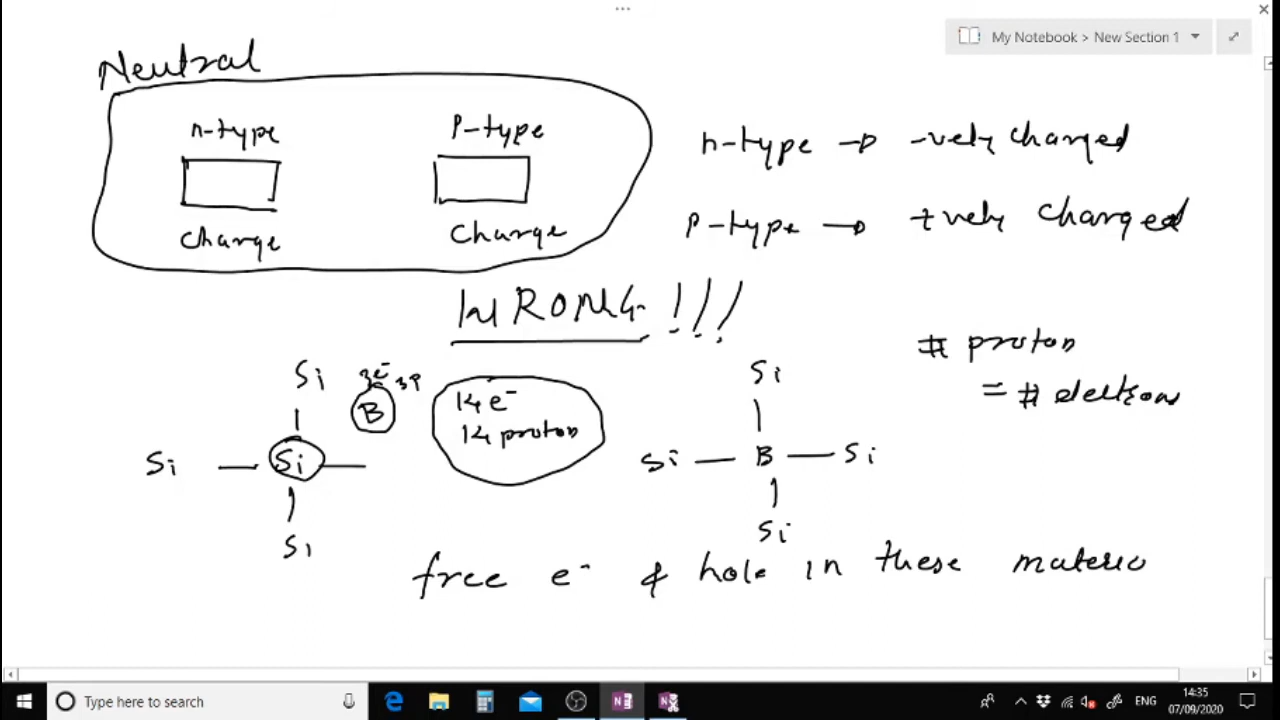 ...
My Notebook > New Section 1
Neutral
n-type
P-type
n-type → -vely charged
charge
charge
P-type → +vely charged
WRONG !!!
# proton
= # electron
Si
3e⁻ 3P
B
14 e⁻
14 proton
Si
Si — Si —
Si — B — Si
Si
Si
free e⁻ & hole in these materia
Type here to search
ENG
14:35
07/09/2020